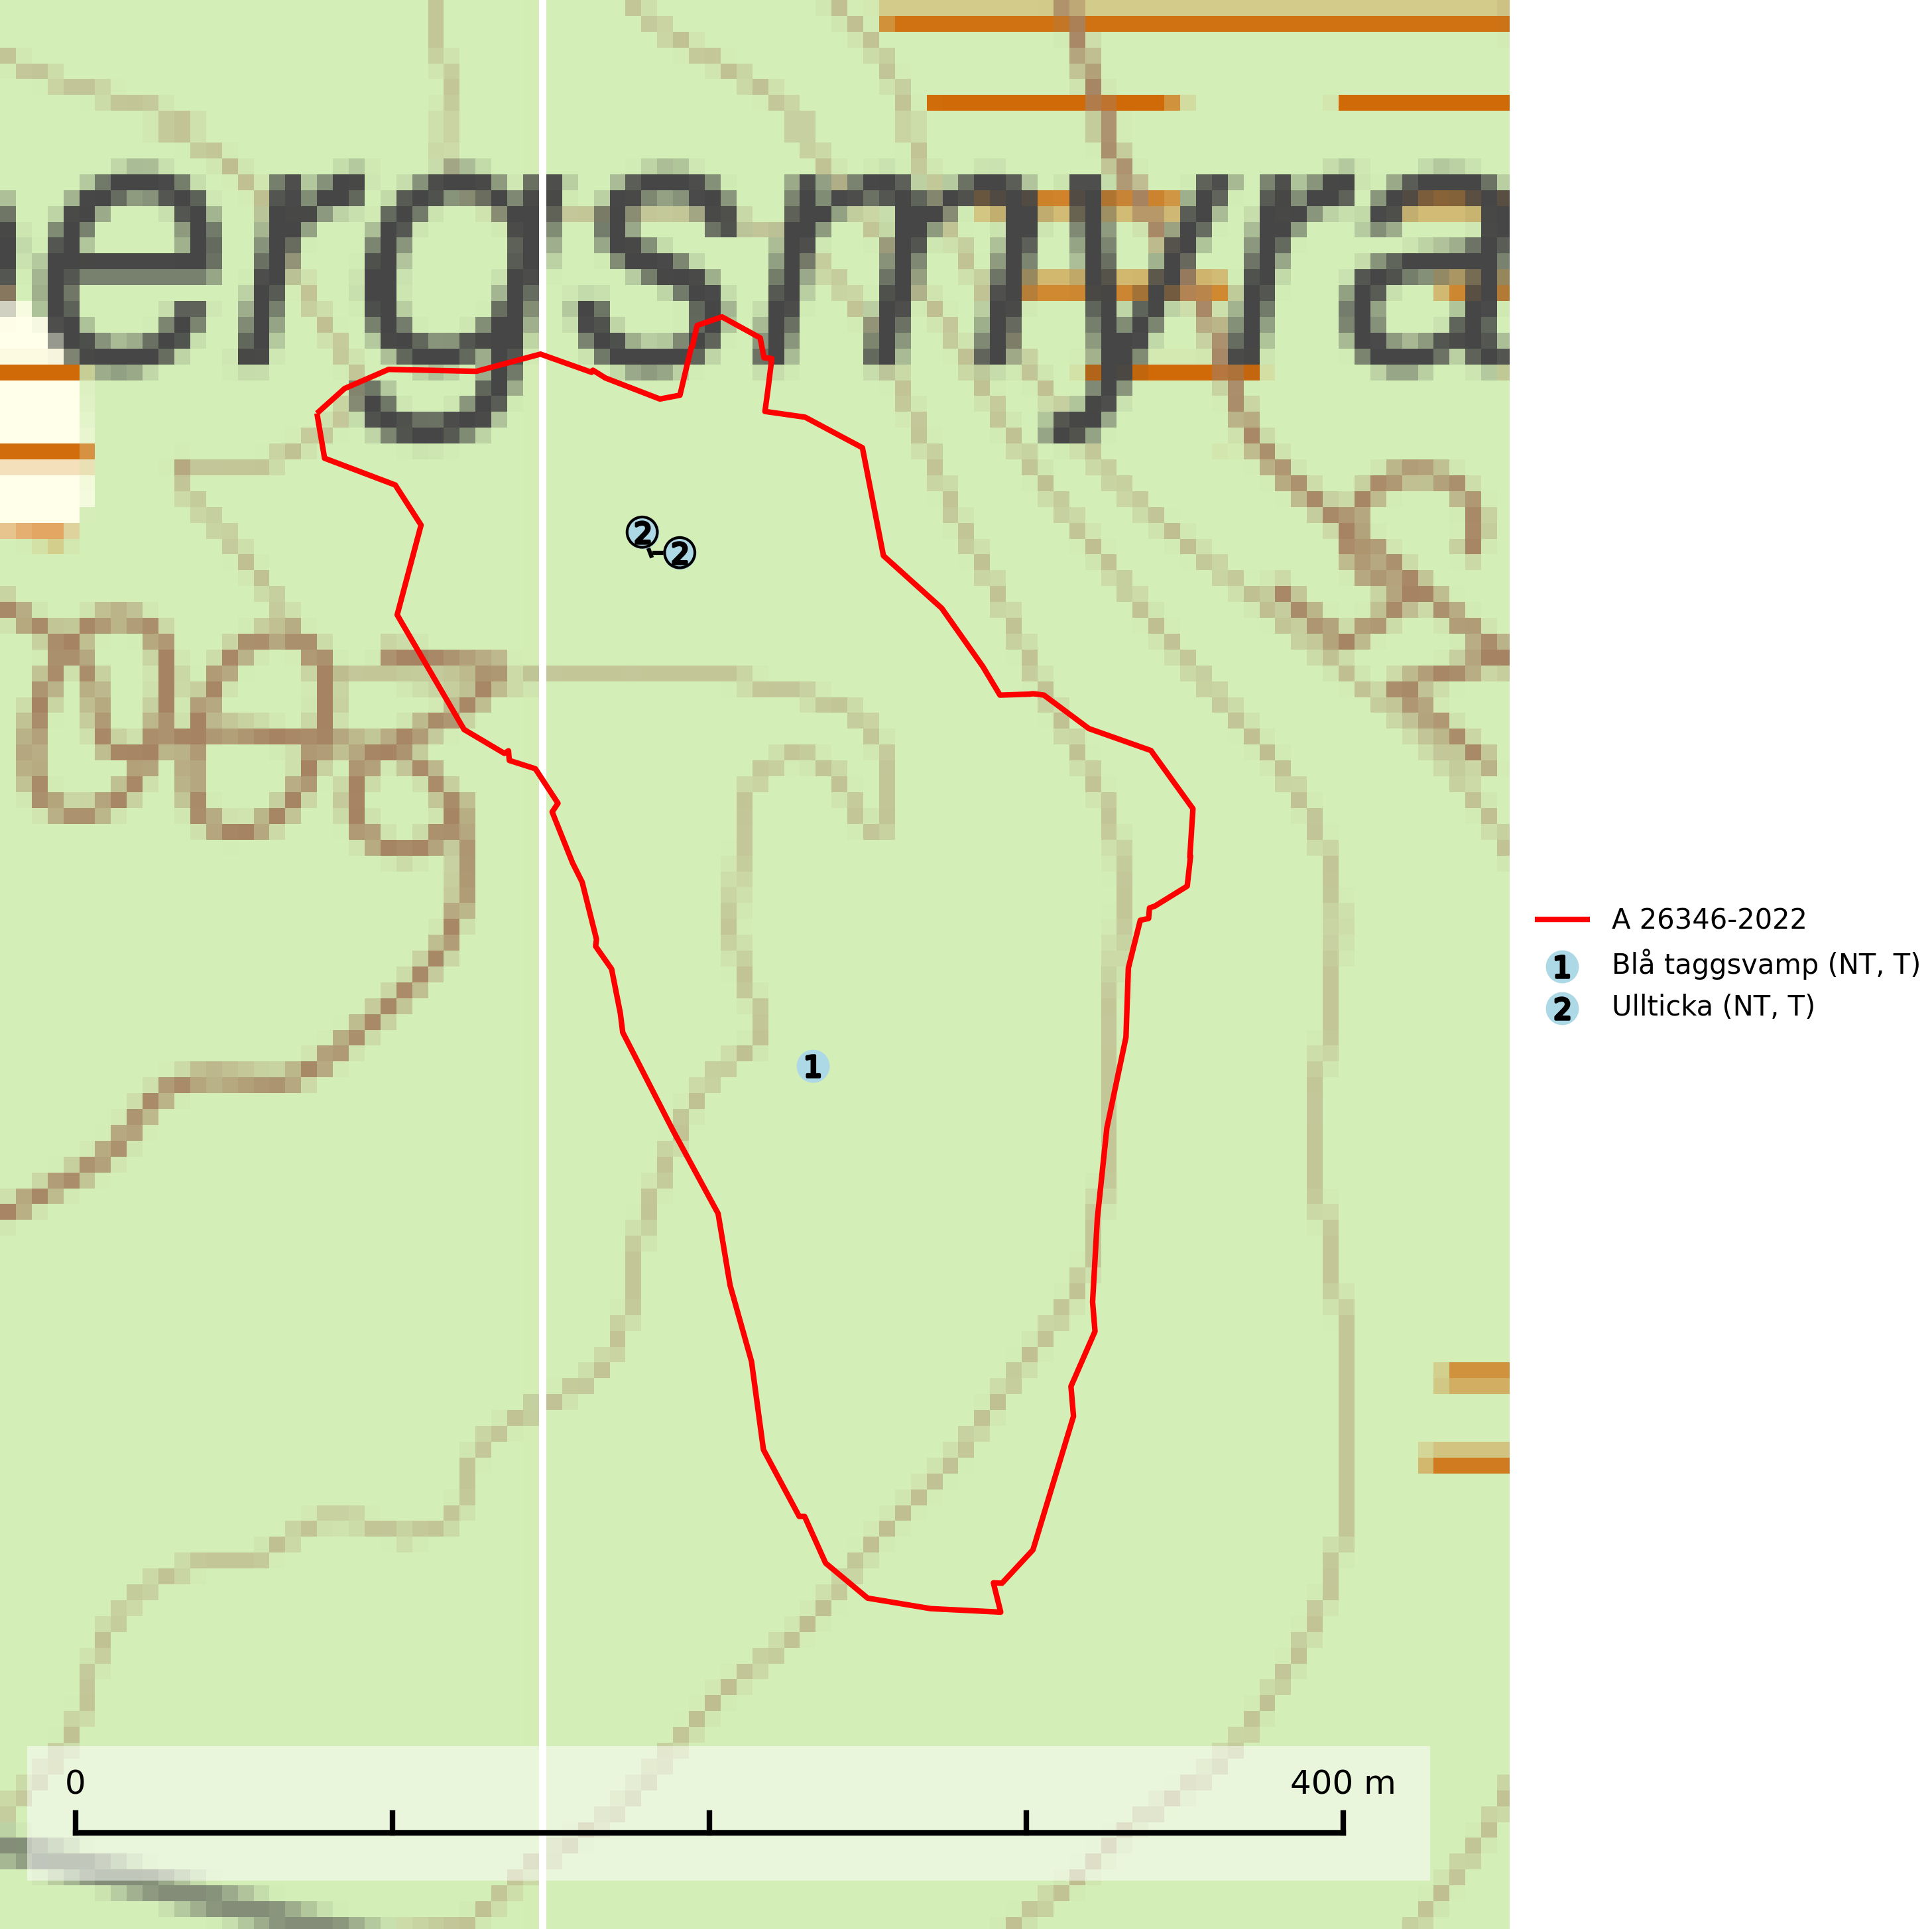 ergsmyra
2
2
1
A 26346-2022
1 Blå taggsvamp (NT, T)
2 Ullticka (NT, T)
0 400 m